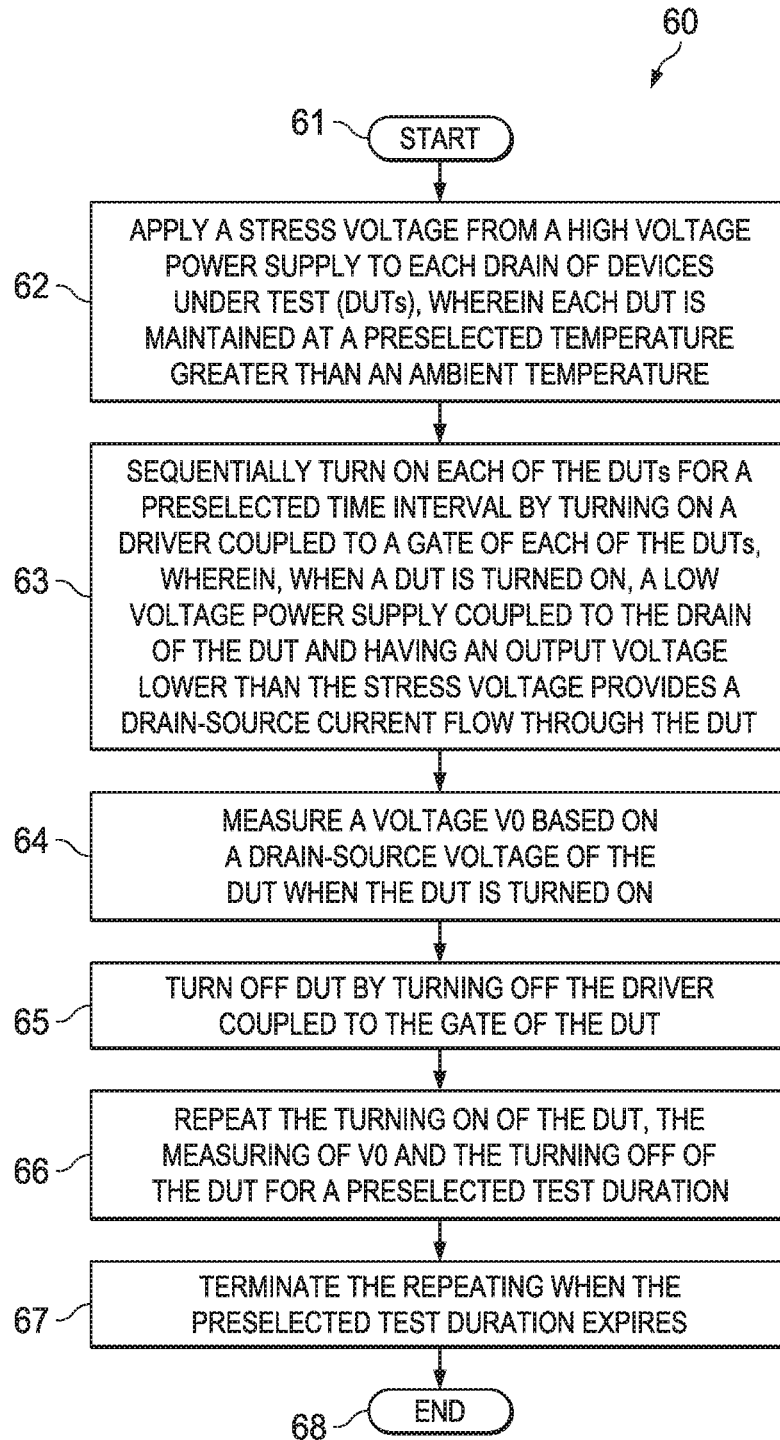 60
61
START
62
APPLY A STRESS VOLTAGE FROM A HIGH VOLTAGE
POWER SUPPLY TO EACH DRAIN OF DEVICES
UNDER TEST (DUTs), WHEREIN EACH DUT IS
MAINTAINED AT A PRESELECTED TEMPERATURE
GREATER THAN AN AMBIENT TEMPERATURE
63
SEQUENTIALLY TURN ON EACH OF THE DUTs FOR A
PRESELECTED TIME INTERVAL BY TURNING ON A
DRIVER COUPLED TO A GATE OF EACH OF THE DUTs,
WHEREIN, WHEN A DUT IS TURNED ON, A LOW
VOLTAGE POWER SUPPLY COUPLED TO THE DRAIN
OF THE DUT AND HAVING AN OUTPUT VOLTAGE
LOWER THAN THE STRESS VOLTAGE PROVIDES A
DRAIN-SOURCE CURRENT FLOW THROUGH THE DUT
64
MEASURE A VOLTAGE V0 BASED ON
A DRAIN-SOURCE VOLTAGE OF THE
DUT WHEN THE DUT IS TURNED ON
65
TURN OFF DUT BY TURNING OFF THE DRIVER
COUPLED TO THE GATE OF THE DUT
66
REPEAT THE TURNING ON OF THE DUT, THE
MEASURING OF V0 AND THE TURNING OFF OF
THE DUT FOR A PRESELECTED TEST DURATION
67
TERMINATE THE REPEATING WHEN THE
PRESELECTED TEST DURATION EXPIRES
68
END